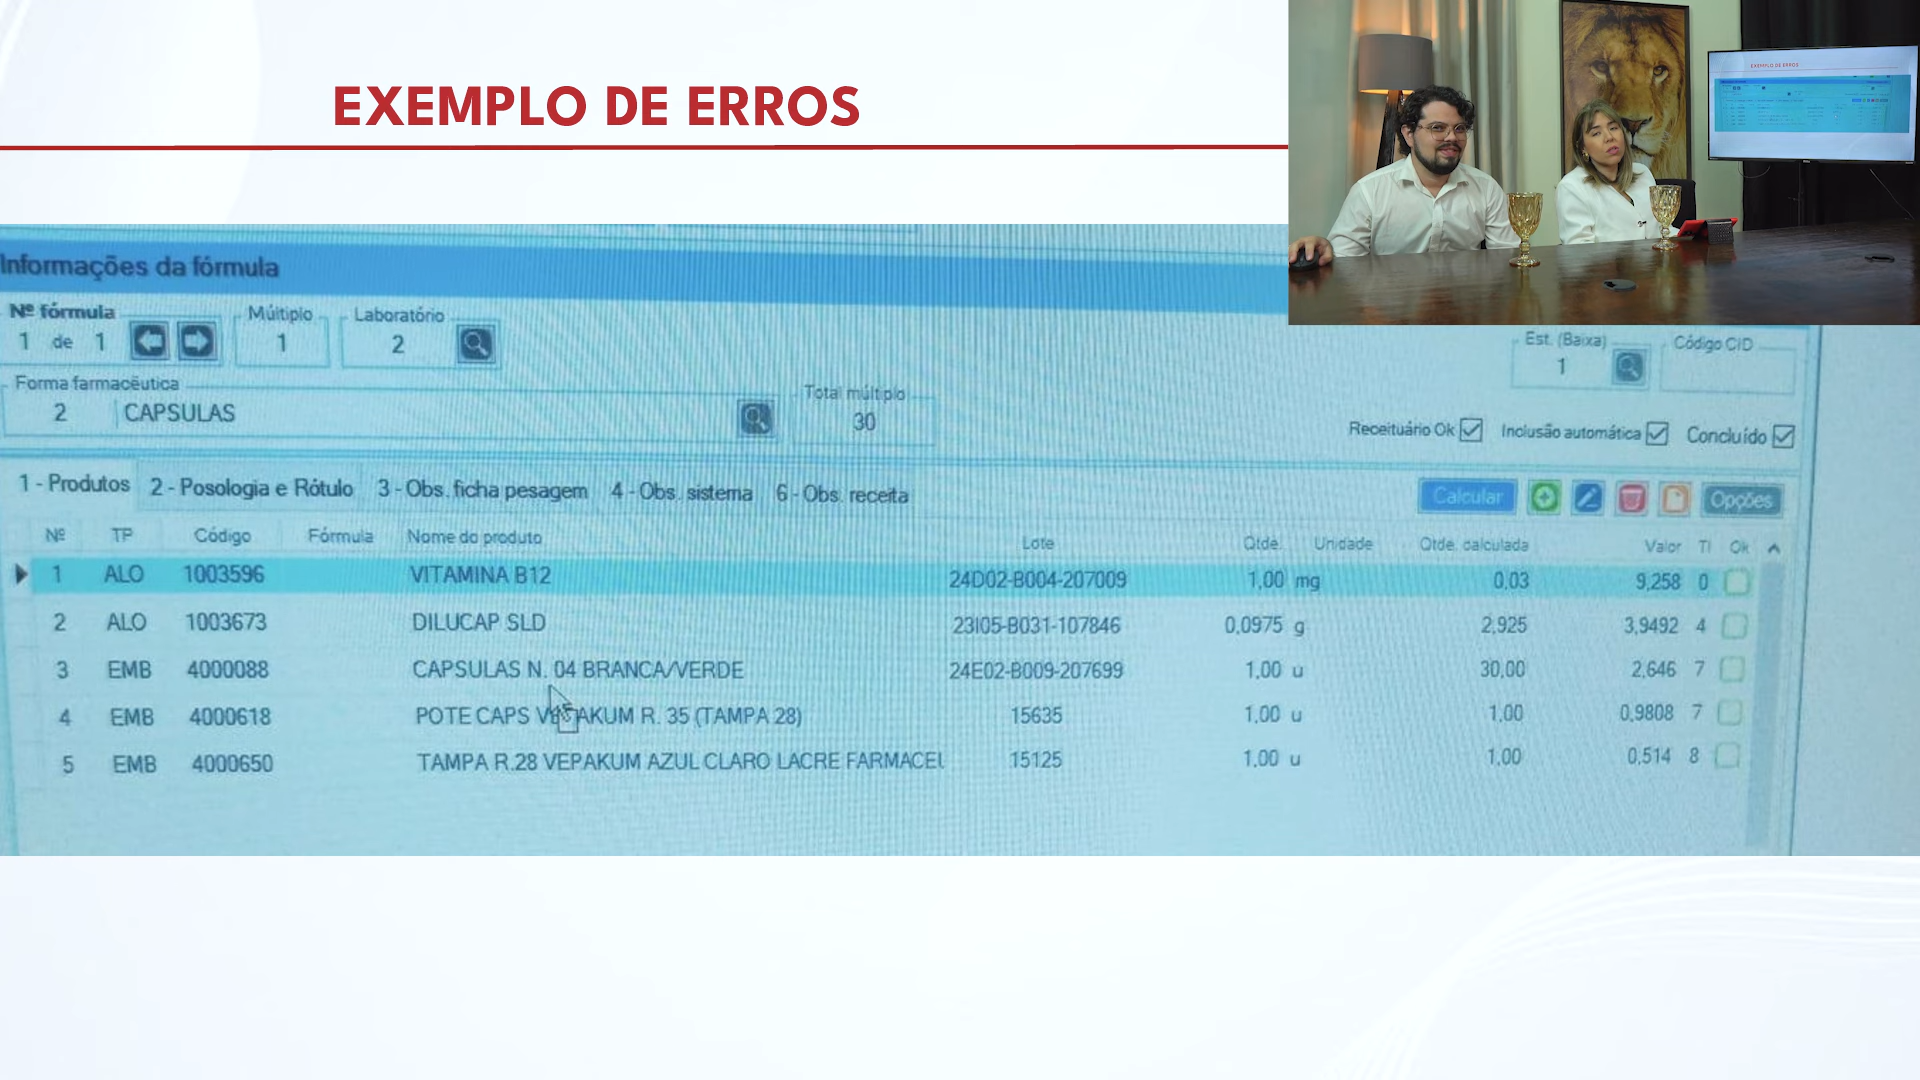 EXEMPLO DE ERROS
Informações da fórmula
Nº fórmula Múltiplo Laboratório Est. (Baixa) Código CID
1 de 1 1 2 1
Forma farmacêutica Total múltiplo
2 CAPSULAS 30 Receituário Ok Inclusão automática Concluído
1 - Produtos 2 - Posologia e Rótulo 3 - Obs. ficha pesagem 4 - Obs. sistema 6 - Obs. receita Calcular Opções
Nº TP Código Fórmula Nome do produto Lote Qtde. Unidade Qtde. calculada Valor TI Ok
1 ALO 1003596 VITAMINA B12 24D02-B004-207009 1,00 mg 0,03 9,258 0
2 ALO 1003673 DILUCAP SLD 23I05-B031-107846 0,0975 g 2,925 3,9492 4
3 EMB 4000088 CAPSULAS N. 04 BRANCA/VERDE 24E02-B009-207699 1,00 u 30,00 2,646 7
4 EMB 4000618 POTE CAPS VEPAKUM R. 35 (TAMPA 28) 15635 1,00 u 1,00 0,9808 7
5 EMB 4000650 TAMPA R.28 VEPAKUM AZUL CLARO LACRE FARMACEU 15125 1,00 u 1,00 0,514 8
EXEMPLO DE ERROS